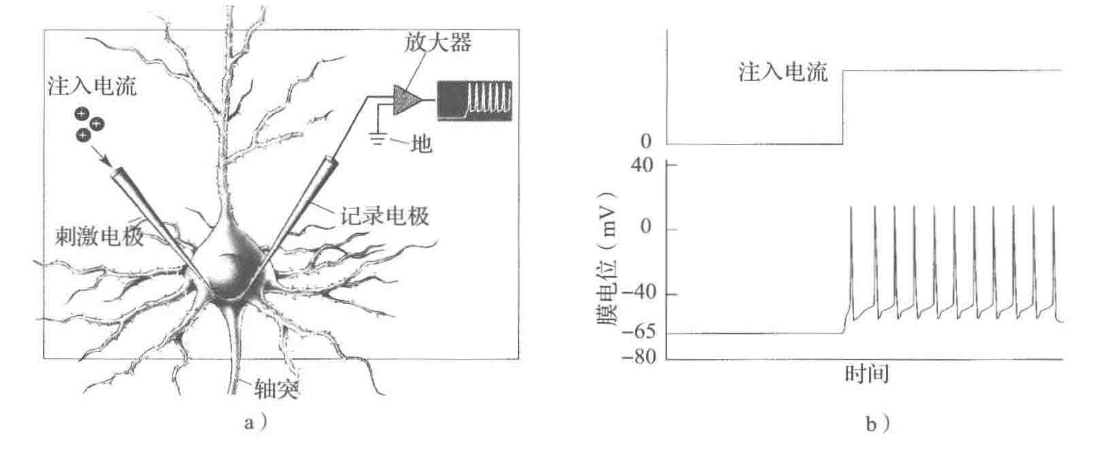 注入电流
+
+
+
刺激电极
放大器
地
记录电极
轴突
a）
注入电流
0
40
0
-40
-65
-80
膜电位（mV）
时间
b）